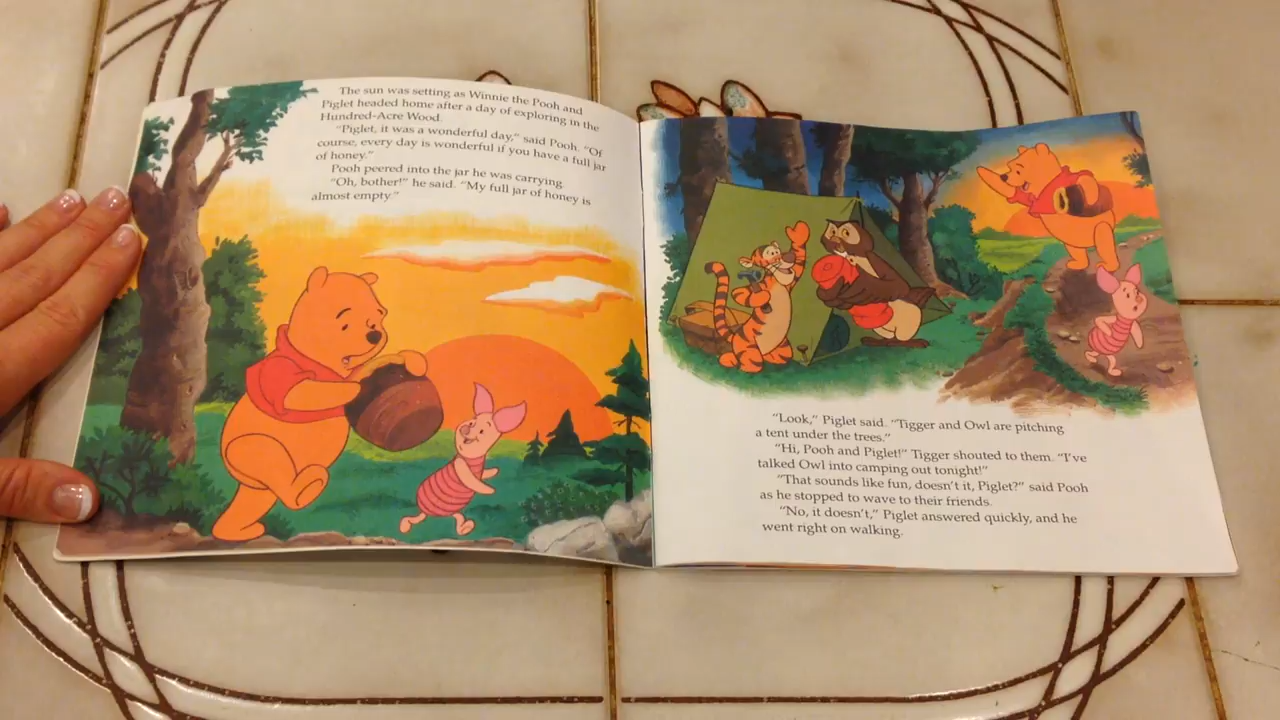 The sun was setting as Winnie the Pooh and
Piglet headed home after a day of exploring in the
Hundred-Acre Wood.
"Piglet, it was a wonderful day," said Pooh. "Of
course, every day is wonderful if you have a full jar
of honey."
Pooh peered into the jar he was carrying.
"Oh, bother!" he said. "My full jar of honey is
almost empty."
"Look," Piglet said. "Tigger and Owl are pitching
a tent under the trees."
"Hi, Pooh and Piglet!" Tigger shouted to them. "I've
talked Owl into camping out tonight!"
"That sounds like fun, doesn't it, Piglet?" said Pooh
as he stopped to wave to their friends.
"No, it doesn't," Piglet answered quickly, and he
went right on walking.